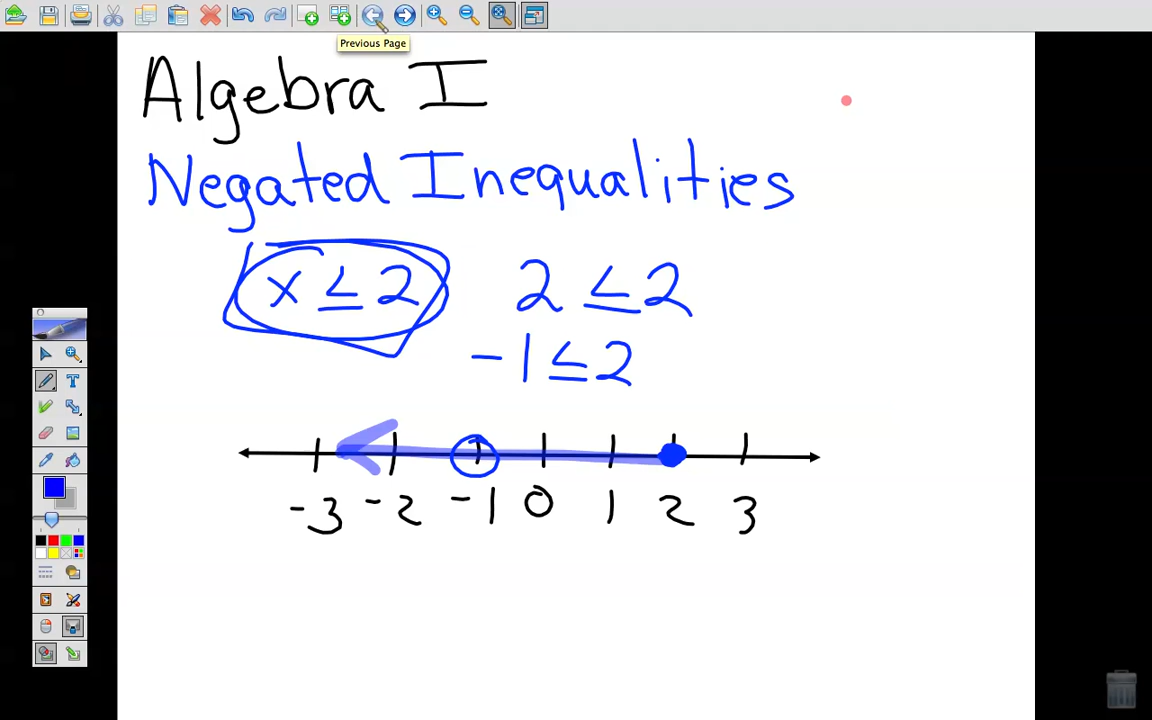 Previous Page
Algebra I
Negated Inequalities
x ≤ 2 2 ≤ 2
-1 ≤ 2
-3 -2 -1 0 1 2 3